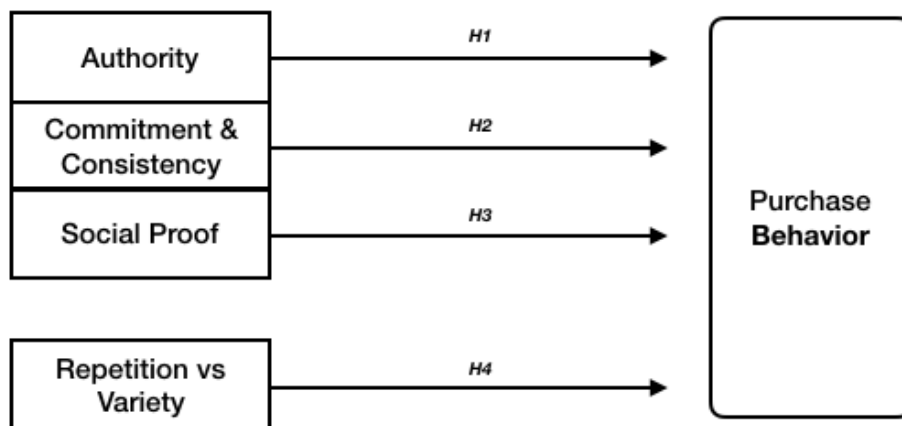 Authority
H1
Commitment &
Consistency
H2
Social Proof
H3
Repetition vs
Variety
H4
Purchase
Behavior